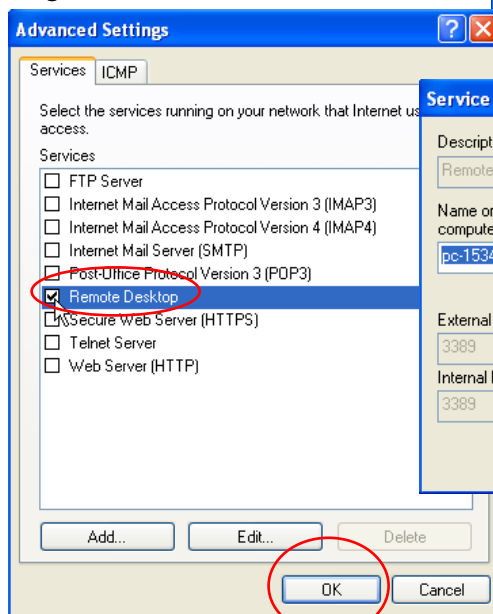 Advanced Settings
Services
ICMP
Select the services running on your network that Internet us
access.
Services
FTP Server
Internet Mail Access Protocol Version 3 (IMAP3)
Internet Mail Access Protocol Version 4 (IMAP4)
Internet Mail Server (SMTP)
Post-Office Protocol Version 3 (POP3)
Remote Desktop
Secure Web Server (HTTPS)
Telnet Server
Web Server (HTTP)
Add...
Edit...
Delete
OK
Cancel
Service
Descript
Remote
Name or
compute
pc-1534
External
3389
Internal
3389